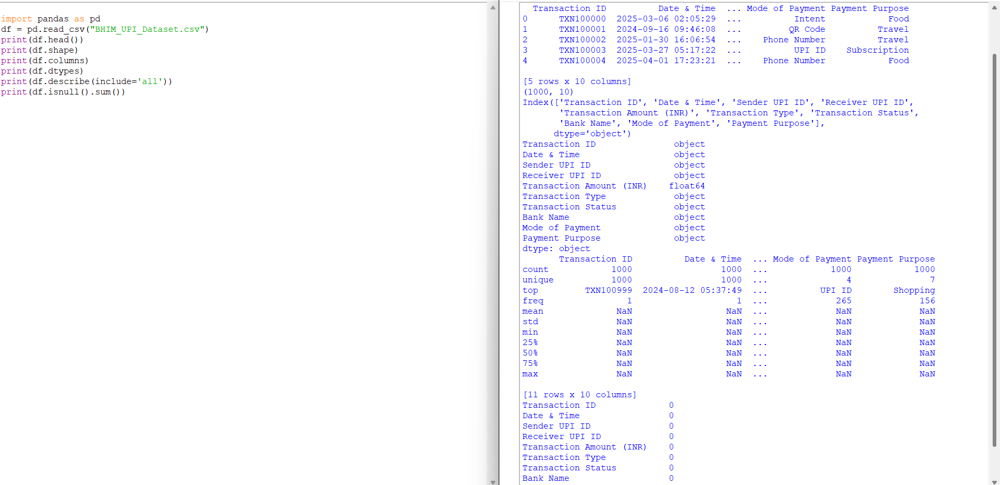 import pandas as pd
df = pd.read_csv("BHIM_UPI_Dataset.csv")
print(df.head())
print(df.shape)
print(df.columns)
print(df.dtypes)
print(df.describe(include='all'))
print(df.isnull().sum())
  Transaction ID          Date & Time  ... Mode of Payment Payment Purpose
0      TXN100000  2025-03-06 02:05:29  ...          Intent            Food
1      TXN100001  2024-09-16 09:46:08  ...         QR Code          Travel
2      TXN100002  2025-01-30 16:06:54  ...    Phone Number          Travel
3      TXN100003  2025-03-27 05:17:22  ...          UPI ID    Subscription
4      TXN100004  2025-04-01 17:23:21  ...    Phone Number            Food
[5 rows x 10 columns]
(1000, 10)
Index(['Transaction ID', 'Date & Time', 'Sender UPI ID', 'Receiver UPI ID',
       'Transaction Amount (INR)', 'Transaction Type', 'Transaction Status',
       'Bank Name', 'Mode of Payment', 'Payment Purpose'],
      dtype='object')
Transaction ID               object
Date & Time                  object
Sender UPI ID                object
Receiver UPI ID              object
Transaction Amount (INR)    float64
Transaction Type             object
Transaction Status           object
Bank Name                    object
Mode of Payment              object
Payment Purpose              object
dtype: object
       Transaction ID          Date & Time  ... Mode of Payment Payment Purpose
count            1000                 1000  ...            1000            1000
unique           1000                 1000  ...               4               7
top         TXN100999  2024-08-12 05:37:49  ...          UPI ID        Shopping
freq                1                    1  ...             265             156
mean              NaN                  NaN  ...             NaN             NaN
std               NaN                  NaN  ...             NaN             NaN
min               NaN                  NaN  ...             NaN             NaN
25%               NaN                  NaN  ...             NaN             NaN
50%               NaN                  NaN  ...             NaN             NaN
75%               NaN                  NaN  ...             NaN             NaN
max               NaN                  NaN  ...             NaN             NaN
[11 rows x 10 columns]
Transaction ID              0
Date & Time                 0
Sender UPI ID               0
Receiver UPI ID             0
Transaction Amount (INR)    0
Transaction Type            0
Transaction Status          0
Bank Name                   0